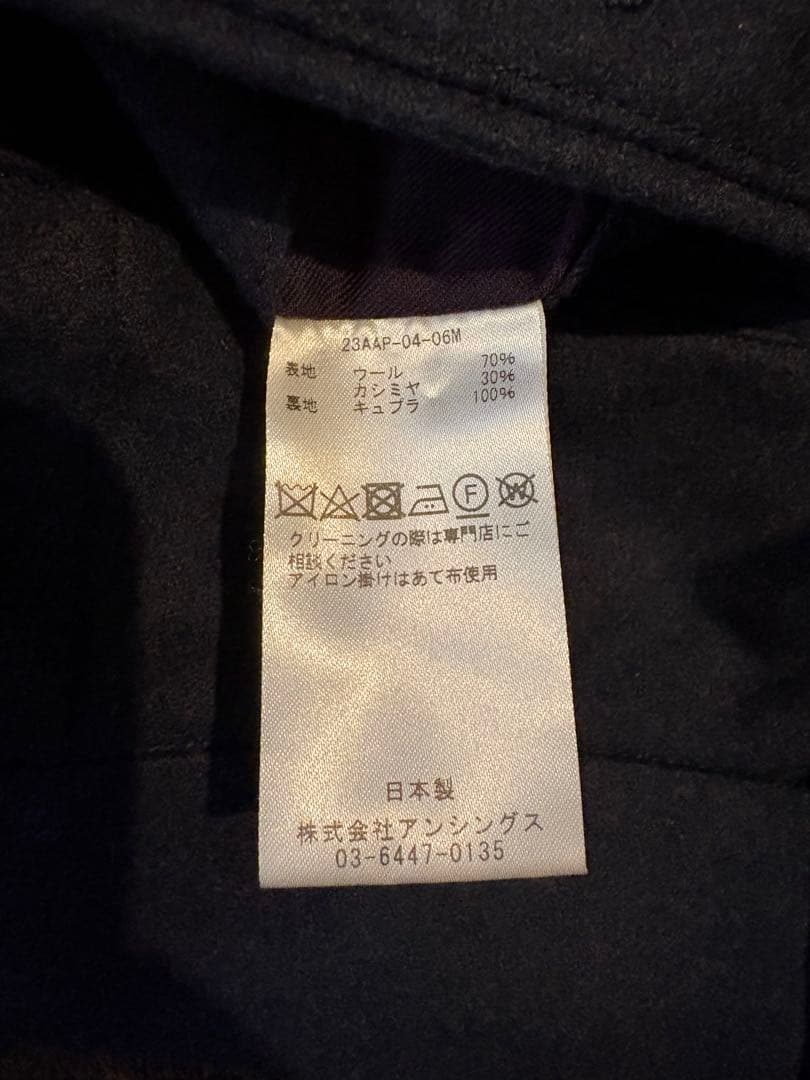 23AAP-04-06M
表地 ウール 70%
カシミヤ 30%
裏地 キュプラ 100%
F W
クリーニングの際は専門店にご
相談ください
アイロン掛けはあて布使用
日本製
株式会社アンシングス
03-6447-0135